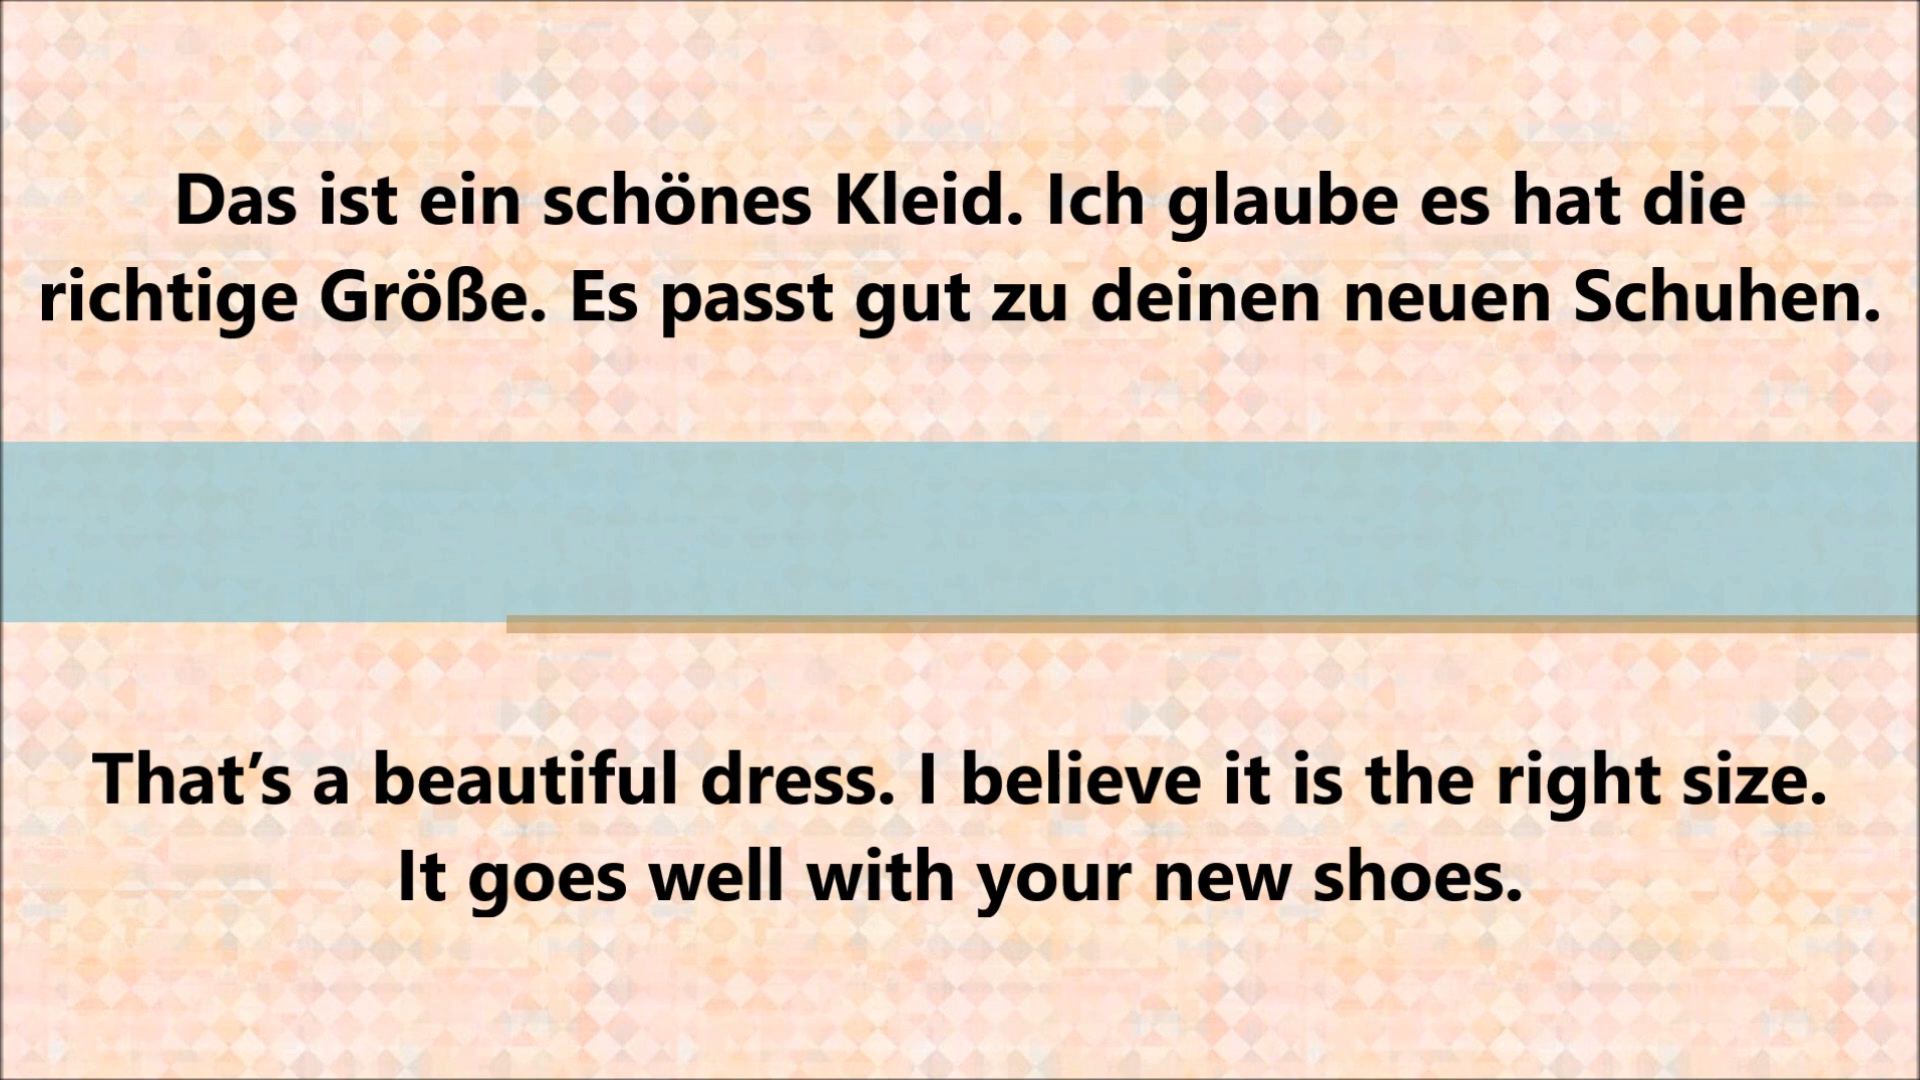 Das ist ein schönes Kleid. Ich glaube es hat die
richtige Größe. Es passt gut zu deinen neuen Schuhen.
That’s a beautiful dress. I believe it is the right size.
It goes well with your new shoes.